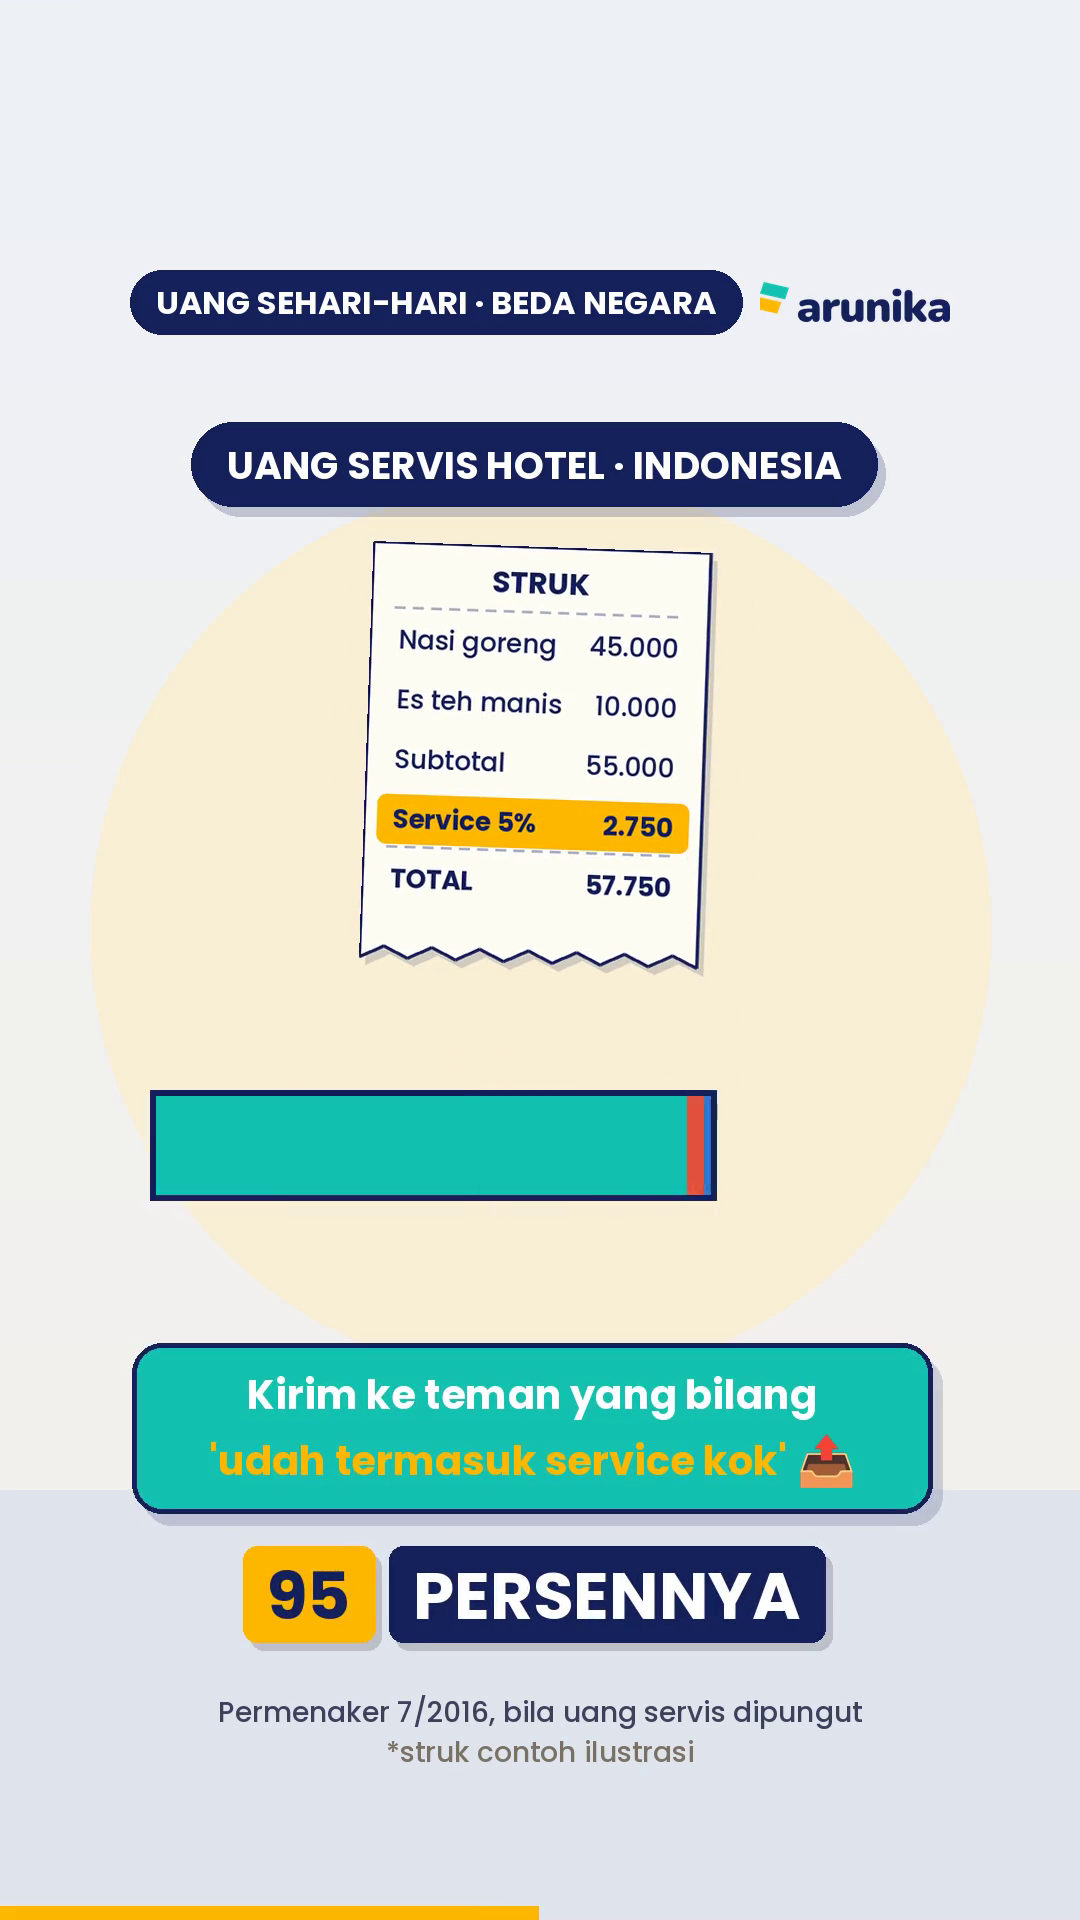 UANG SEHARI-HARI · BEDA NEGARA
arunika
UANG SERVIS HOTEL · INDONESIA
STRUK
Nasi goreng 45.000
Es teh manis 10.000
Subtotal 55.000
Service 5% 2.750
TOTAL 57.750
Kirim ke teman yang bilang
'udah termasuk service kok'
95 PERSENNYA
Permenaker 7/2016, bila uang servis dipungut
*struk contoh ilustrasi